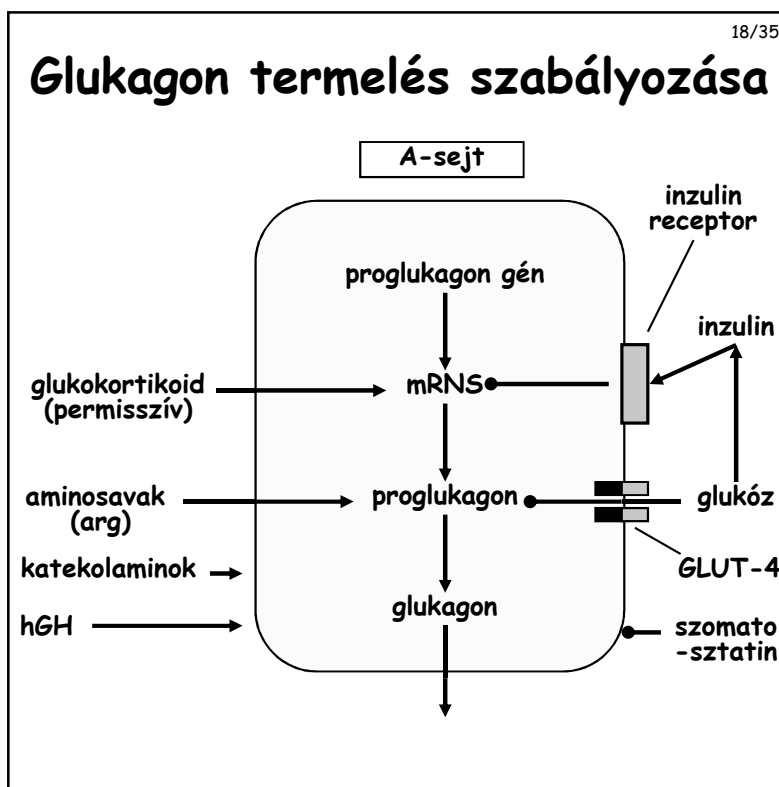 18/35
Glukagon termelés szabályozása
A-sejt
inzulin
receptor
proglukagon gén
inzulin
glukokortikoid
(permisszív)
mRNS
aminosavak
(arg)
proglukagon
glukóz
katekolaminok
GLUT-4
glukagon
hGH
szomato
-sztatin